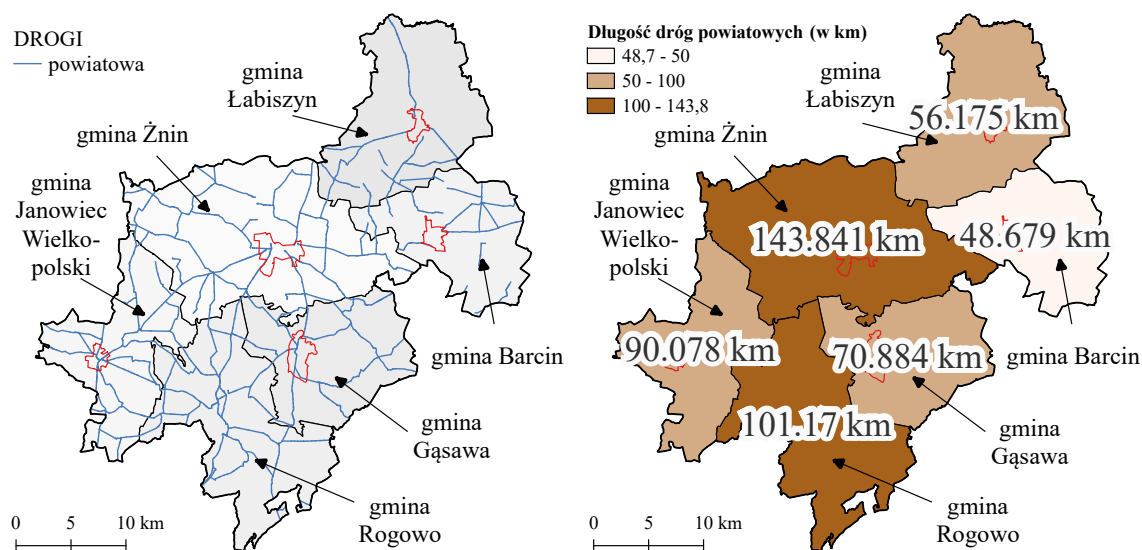 DROGI
powiatowa
gmina
Łabiszyn
gmina Żnin
gmina
Janowiec
Wielko-
polski
gmina Barcin
gmina
Gąsawa
gmina
Rogowo
0 5 10 km
Długość dróg powiatowych (w km)
48,7 - 50
50 - 100
100 - 143,8
gmina
Łabiszyn
56.175 km
gmina Żnin
gmina
Janowiec
Wielko-
polski
143.841 km
48.679 km
90.078 km
70.884 km
gmina Barcin
101.17 km
gmina
Gąsawa
gmina
Rogowo
0 5 10 km